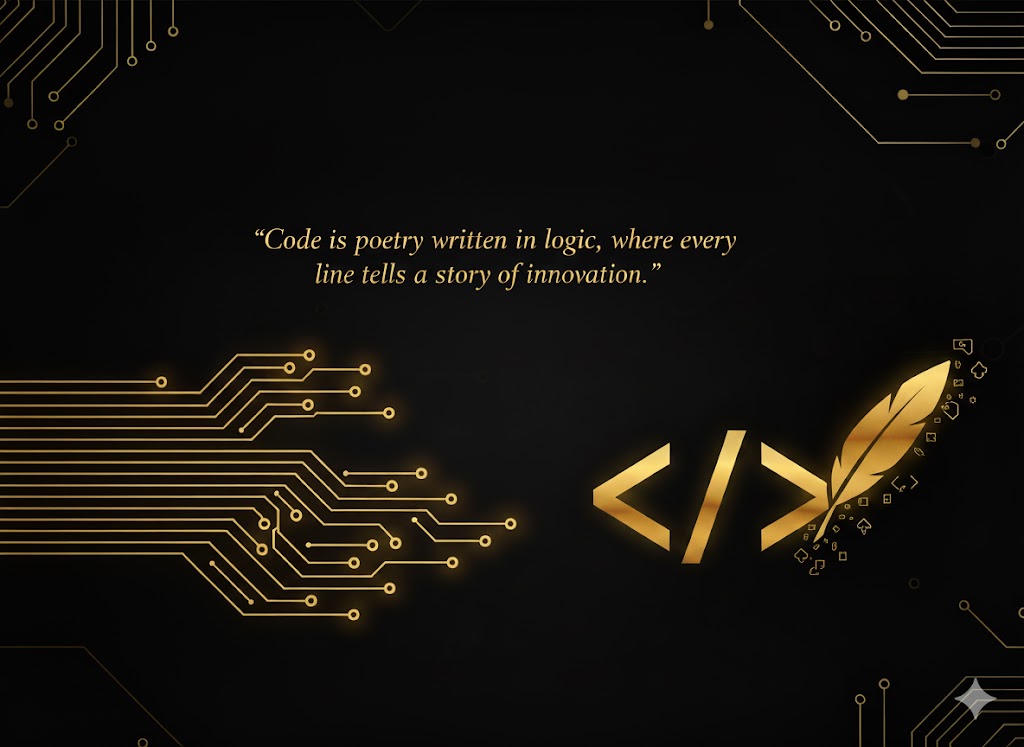 “Code is poetry written in logic, where every
line tells a story of innovation.”
</>